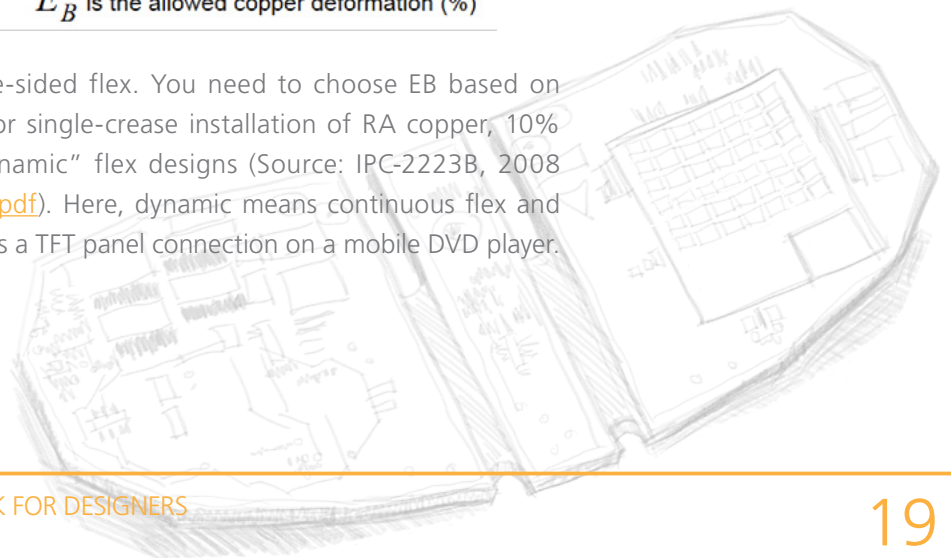 E_B is the allowed copper deformation (%)
e-sided flex. You need to choose EB based on
or single-crease installation of RA copper, 10%
namic” flex designs (Source: IPC-2223B, 2008
pdf). Here, dynamic means continuous flex and
s a TFT panel connection on a mobile DVD player.
FOR DESIGNERS
19